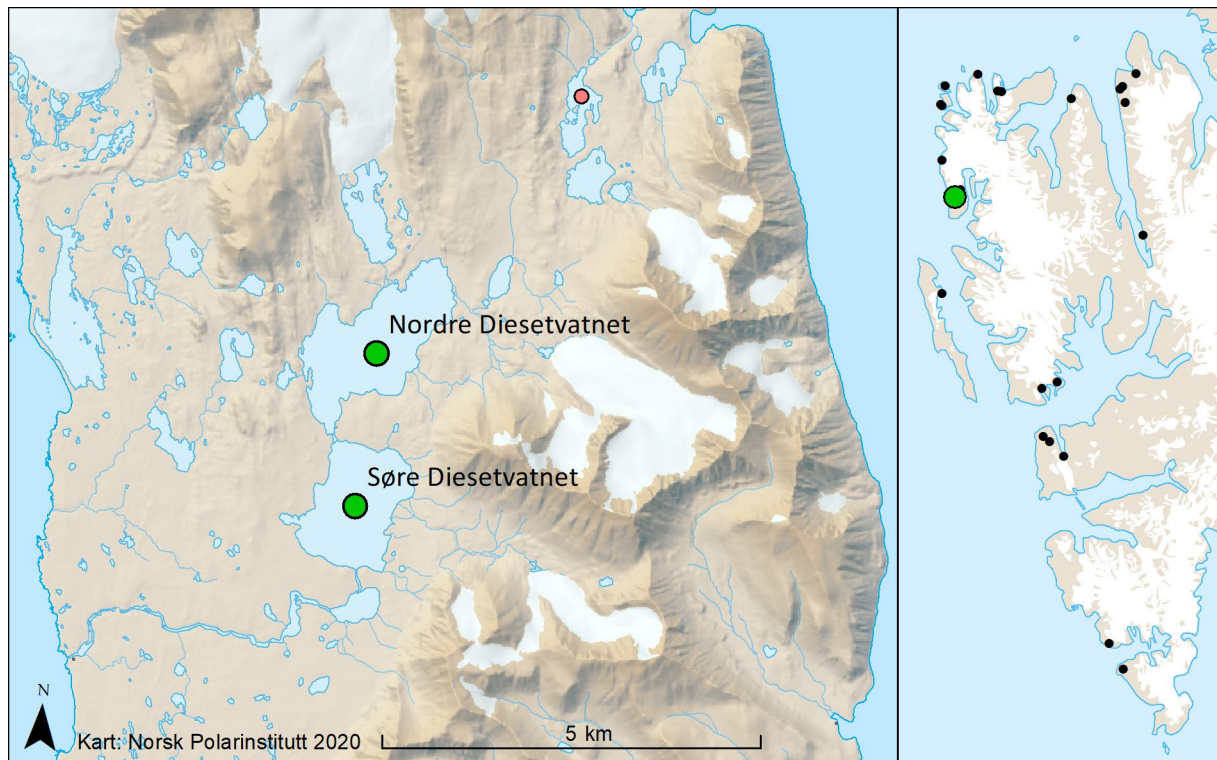 Nordre Diesetvatnet
Søre Diesetvatnet
N
Kart: Norsk Polarinstitutt 2020
5 km